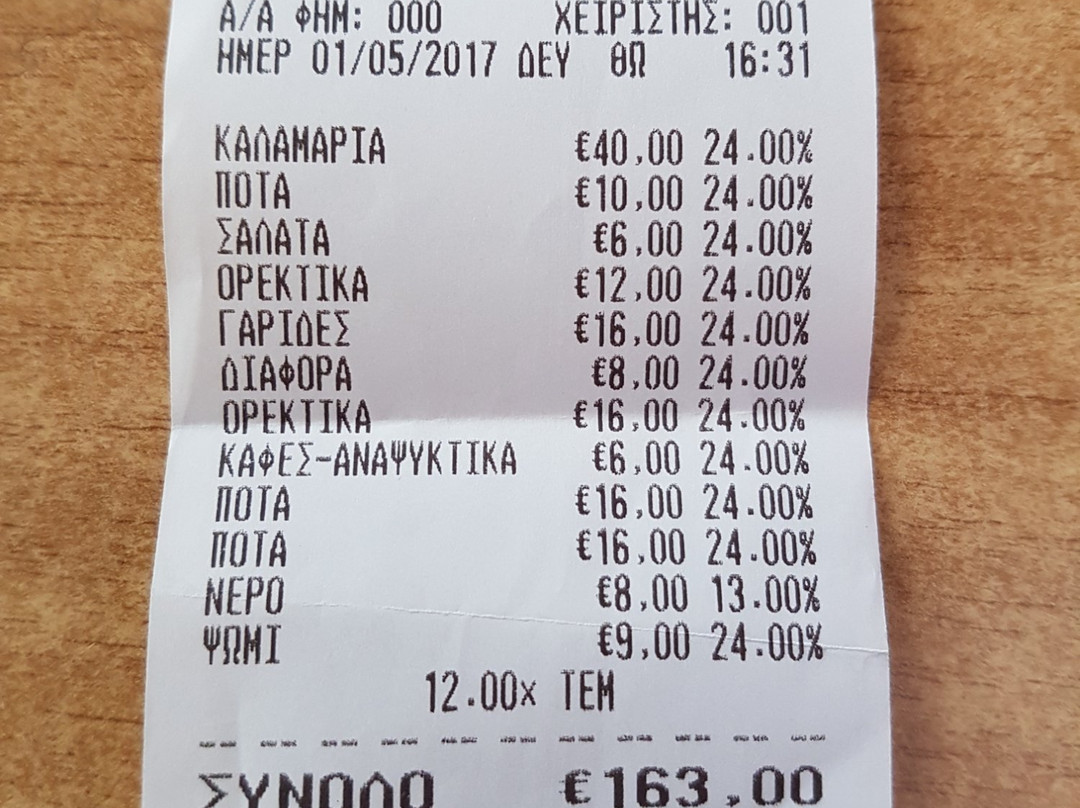 Α/Α ΦΗΜ: 000 ΧΕΙΡΙΣΤΗΣ: 001
ΗΜΕΡ 01/05/2017 ΔΕΥ ΘΩ 16:31
ΚΑΛΑΜΑΡΙΑ €40,00 24.00%
ΠΟΤΑ €10,00 24.00%
ΣΑΛΑΤΑ €6,00 24.00%
ΟΡΕΚΤΙΚΑ €12,00 24.00%
ΓΑΡΙΔΕΣ €16,00 24.00%
ΔΙΑΦΟΡΑ €8,00 24.00%
ΟΡΕΚΤΙΚΑ €16,00 24.00%
ΚΑΦΕΣ-ΑΝΑΨΥΚΤΙΚΑ €6,00 24.00%
ΠΟΤΑ €16,00 24.00%
ΠΟΤΑ €16,00 24.00%
ΝΕΡΟ €8,00 13.00%
ΨΩΜΙ €9,00 24.00%
12.00x ΤΕΜ
ΣΥΝΟΛΟ €163,00